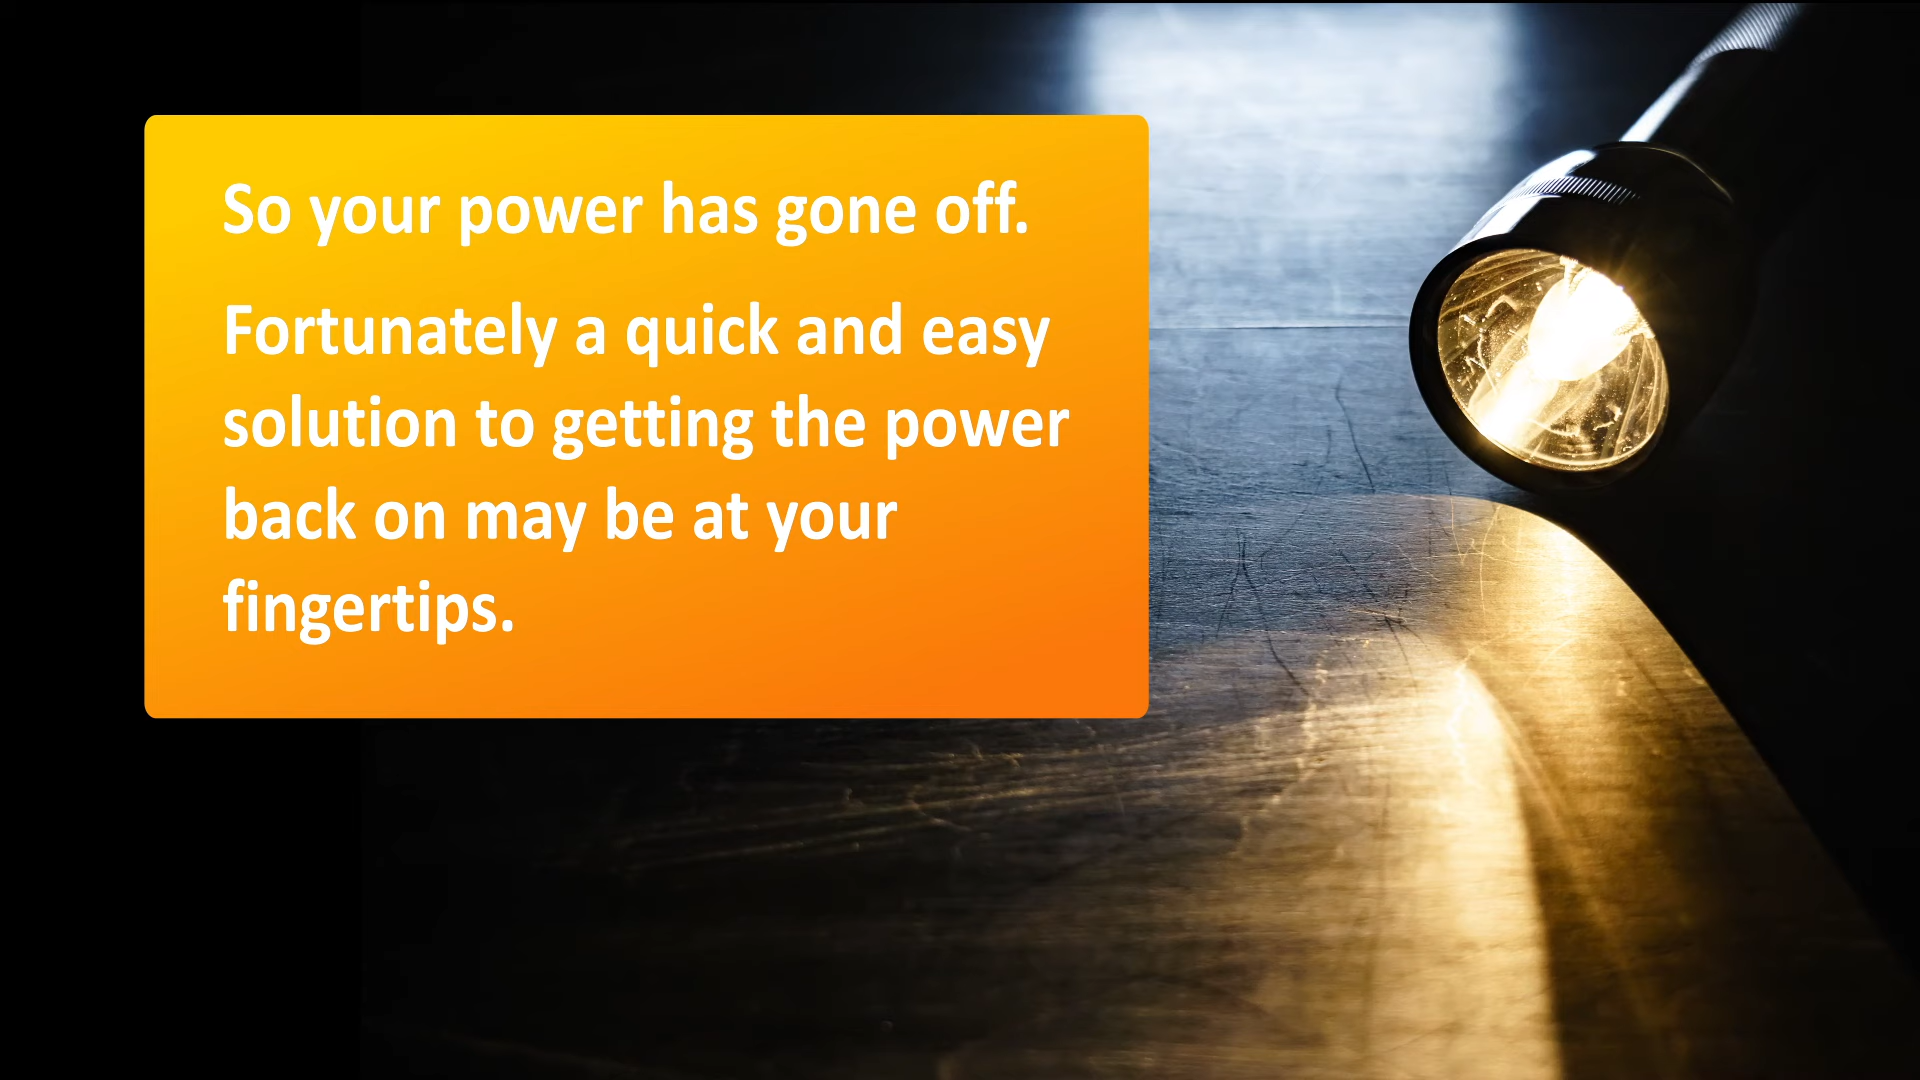 So your power has gone off.
Fortunately a quick and easy
solution to getting the power
back on may be at your
fingertips.